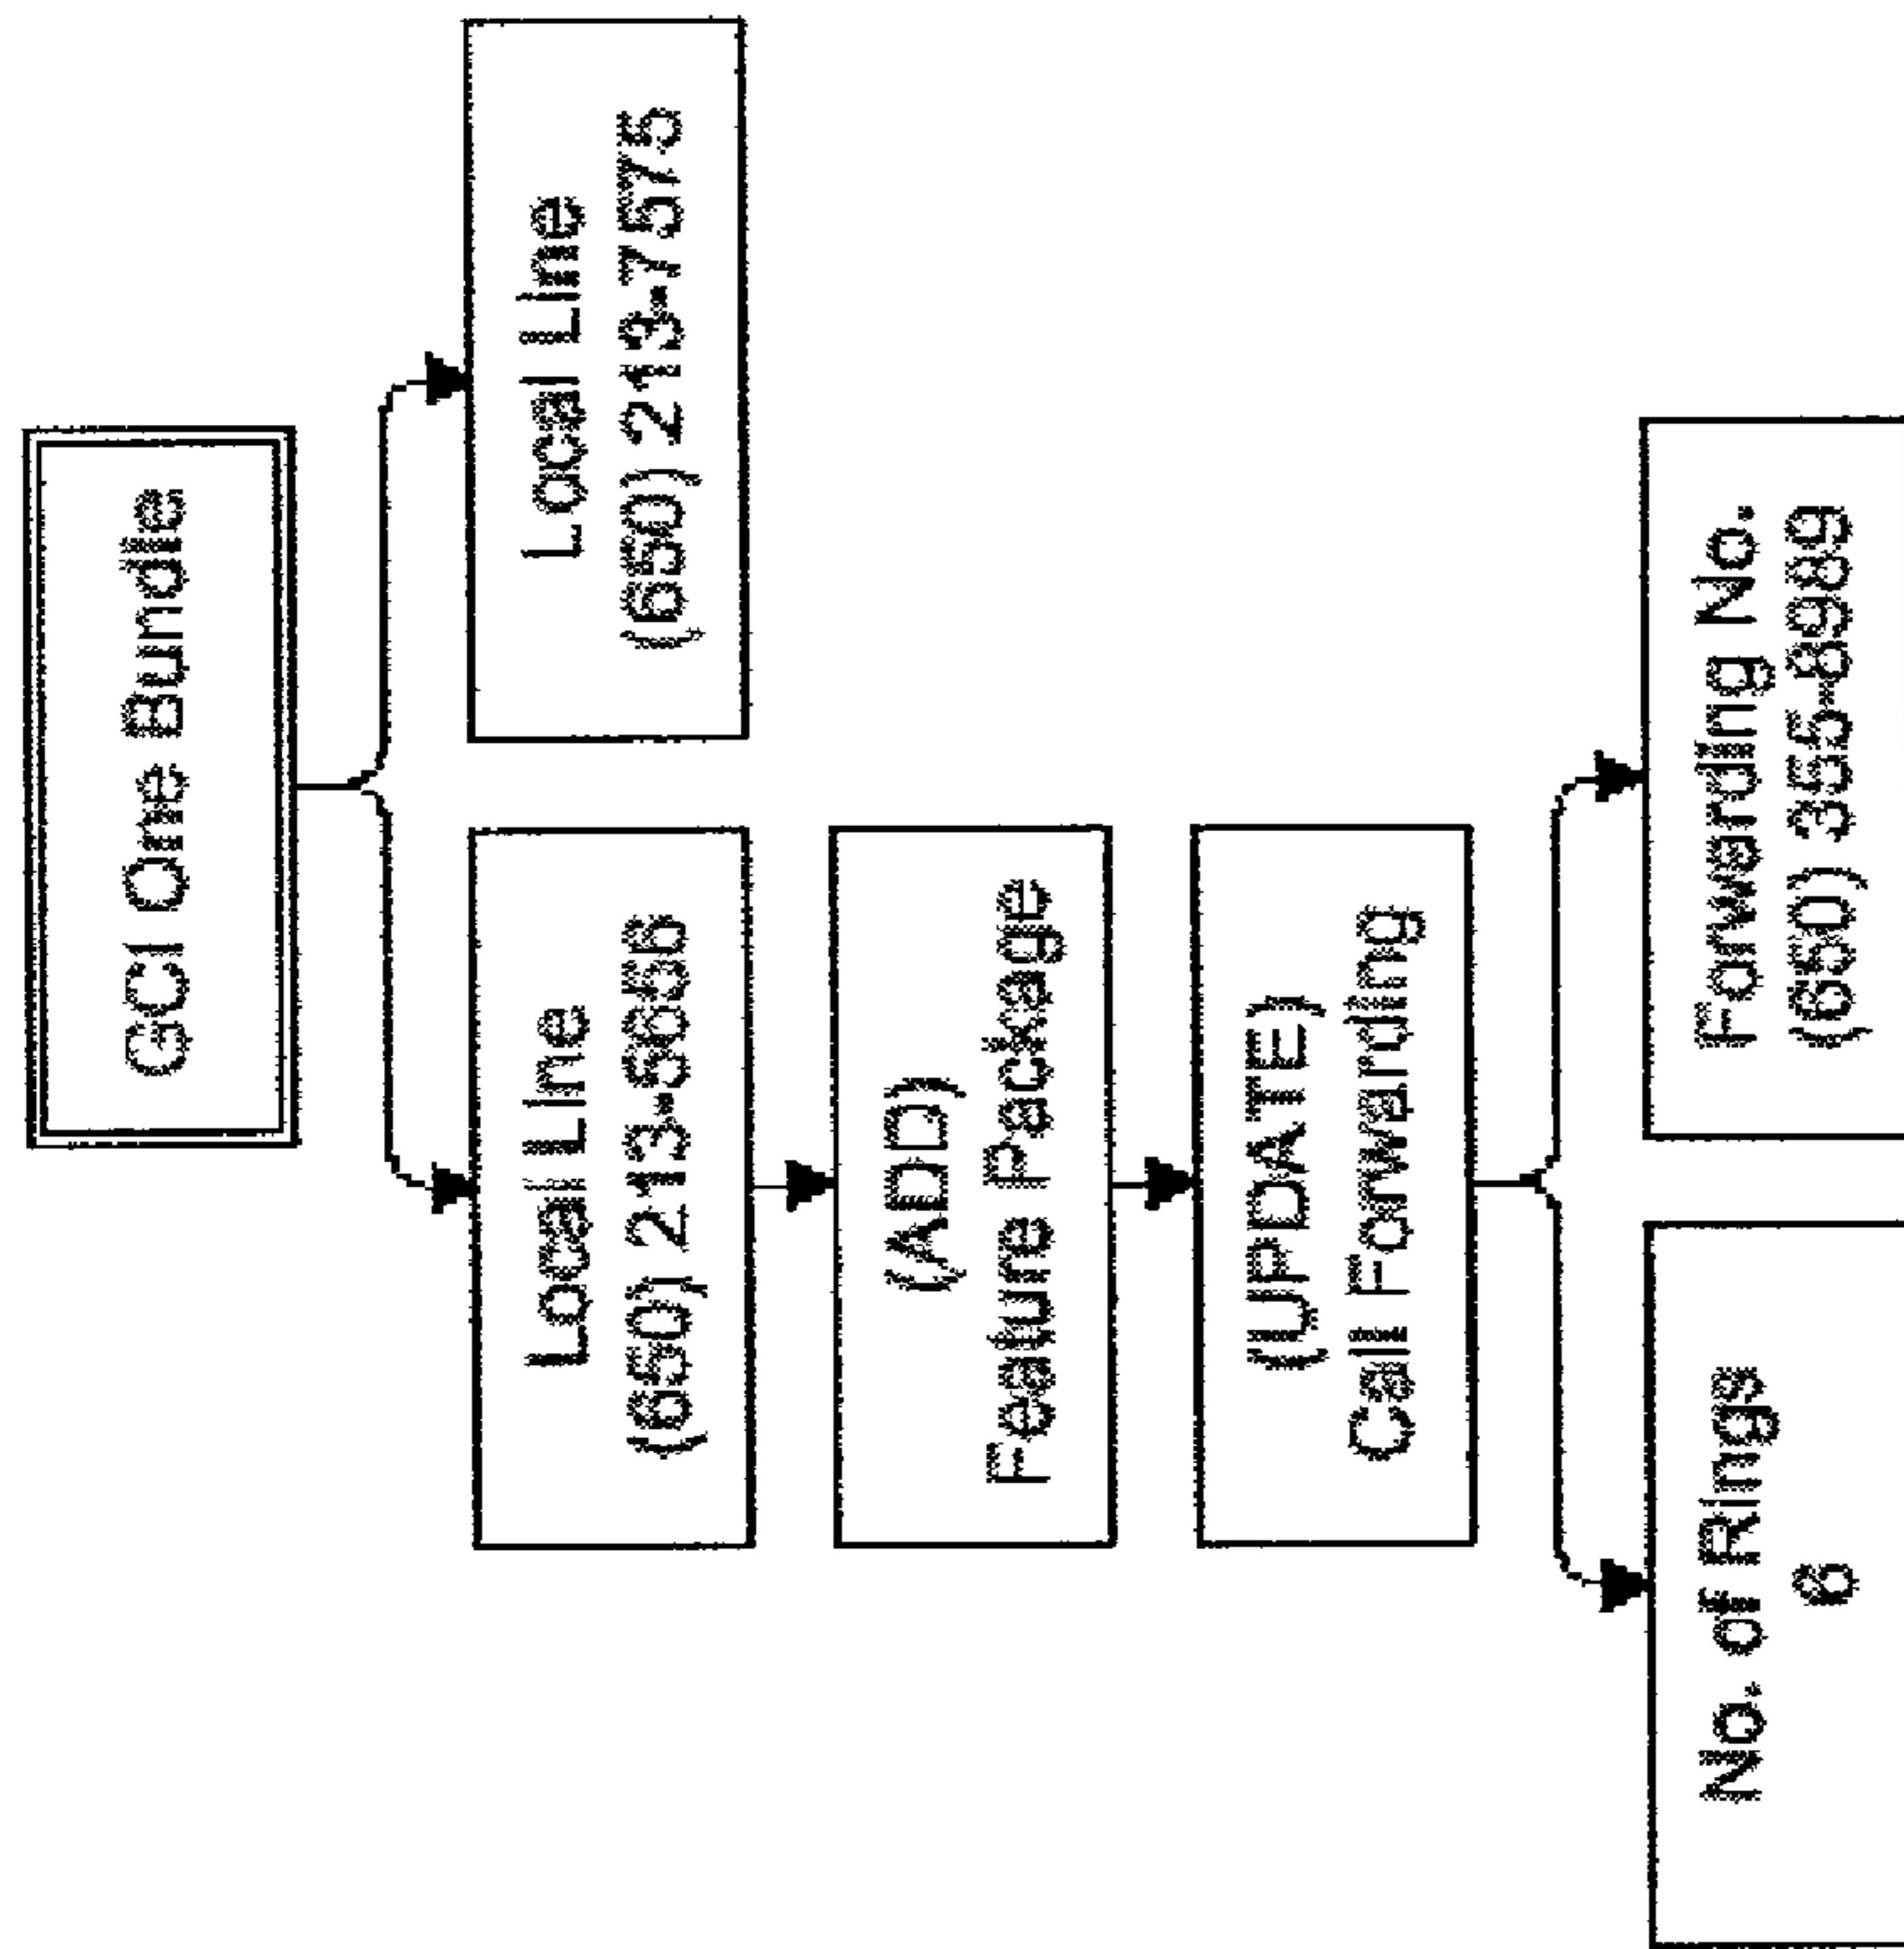 GCI One Bundle
Local Line
(650) 213-5656
Local Line
(650) 213-7575
(ADD)
Feature Package
(UPDATE)
Call Forwarding
No. of Rings
Forwarding No.
(650) 355-8989